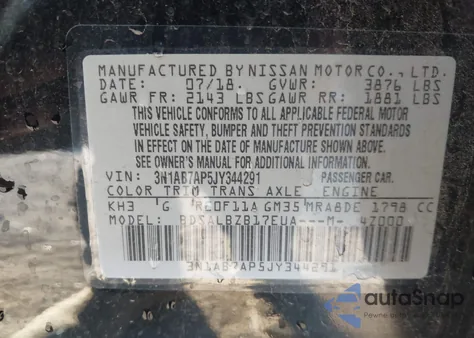 MANUFACTURED BY NISSAN MOTOR CO., LTD.
DATE: 07/18. GVWR: 3876 LBS
GAWR FR: 2143 LBS GAWR RR: 1881 LBS
THIS VEHICLE CONFORMS TO ALL APPLICABLE FEDERAL MOTOR
VEHICLE SAFETY, BUMPER AND THEFT PREVENTION STANDARDS
IN EFFECT ON THE DATE OF MANUFACTURE SHOWN ABOVE.
SEE OWNER'S MANUAL FOR ADDITIONAL INFORMATION.
VIN: 3N1AB7AP5JY344291 PASSENGER CAR.
COLOR TRIM TRANS AXLE ENGINE
KH3 G RE0F11A GM35 MRA8DE 1798 CC
MODEL: BDSALBZB17EUA---M- 47000
3N1AB7AP5JY344291
autoSnap